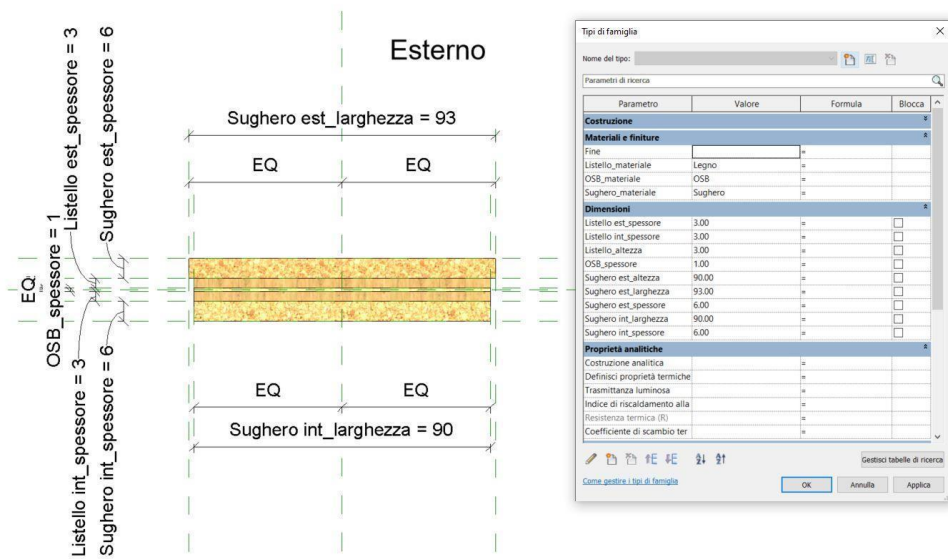 Esterno
Sughero est_larghezza = 93
EQ EQ
Listello est_spessore = 3
Sughero est_spessore = 6
OSB_spessore = 1
EQ
Listello int_spessore = 3
Sughero int_spessore = 6
EQ EQ
Sughero int_larghezza = 90
Tipi di famiglia
Nome del tipo:
Parametri di ricerca
Parametro Valore Formula Blocca
Costruzione
Materiali e finiture
Fine =
Listello_materiale Legno =
OSB_materiale OSB =
Sughero_materiale Sughero =
Dimensioni
Listello est_spessore 3.00 =
Listello int_spessore 3.00 =
Listello_altezza 3.00 =
OSB_spessore 1.00 =
Sughero est_altezza 90.00 =
Sughero est_larghezza 93.00 =
Sughero est_spessore 6.00 =
Sughero int_larghezza 90.00 =
Sughero int_spessore 6.00 =
Proprietà analitiche
Costruzione analitica =
Definisci proprietà termiche =
Trasmittanza luminosa =
Indice di riscaldamento alla =
Resistenza termica (R) =
Coefficiente di scambio ter =
Gestisci tabelle di ricerca
Come gestire i tipi di famiglia
OK Annulla Applica